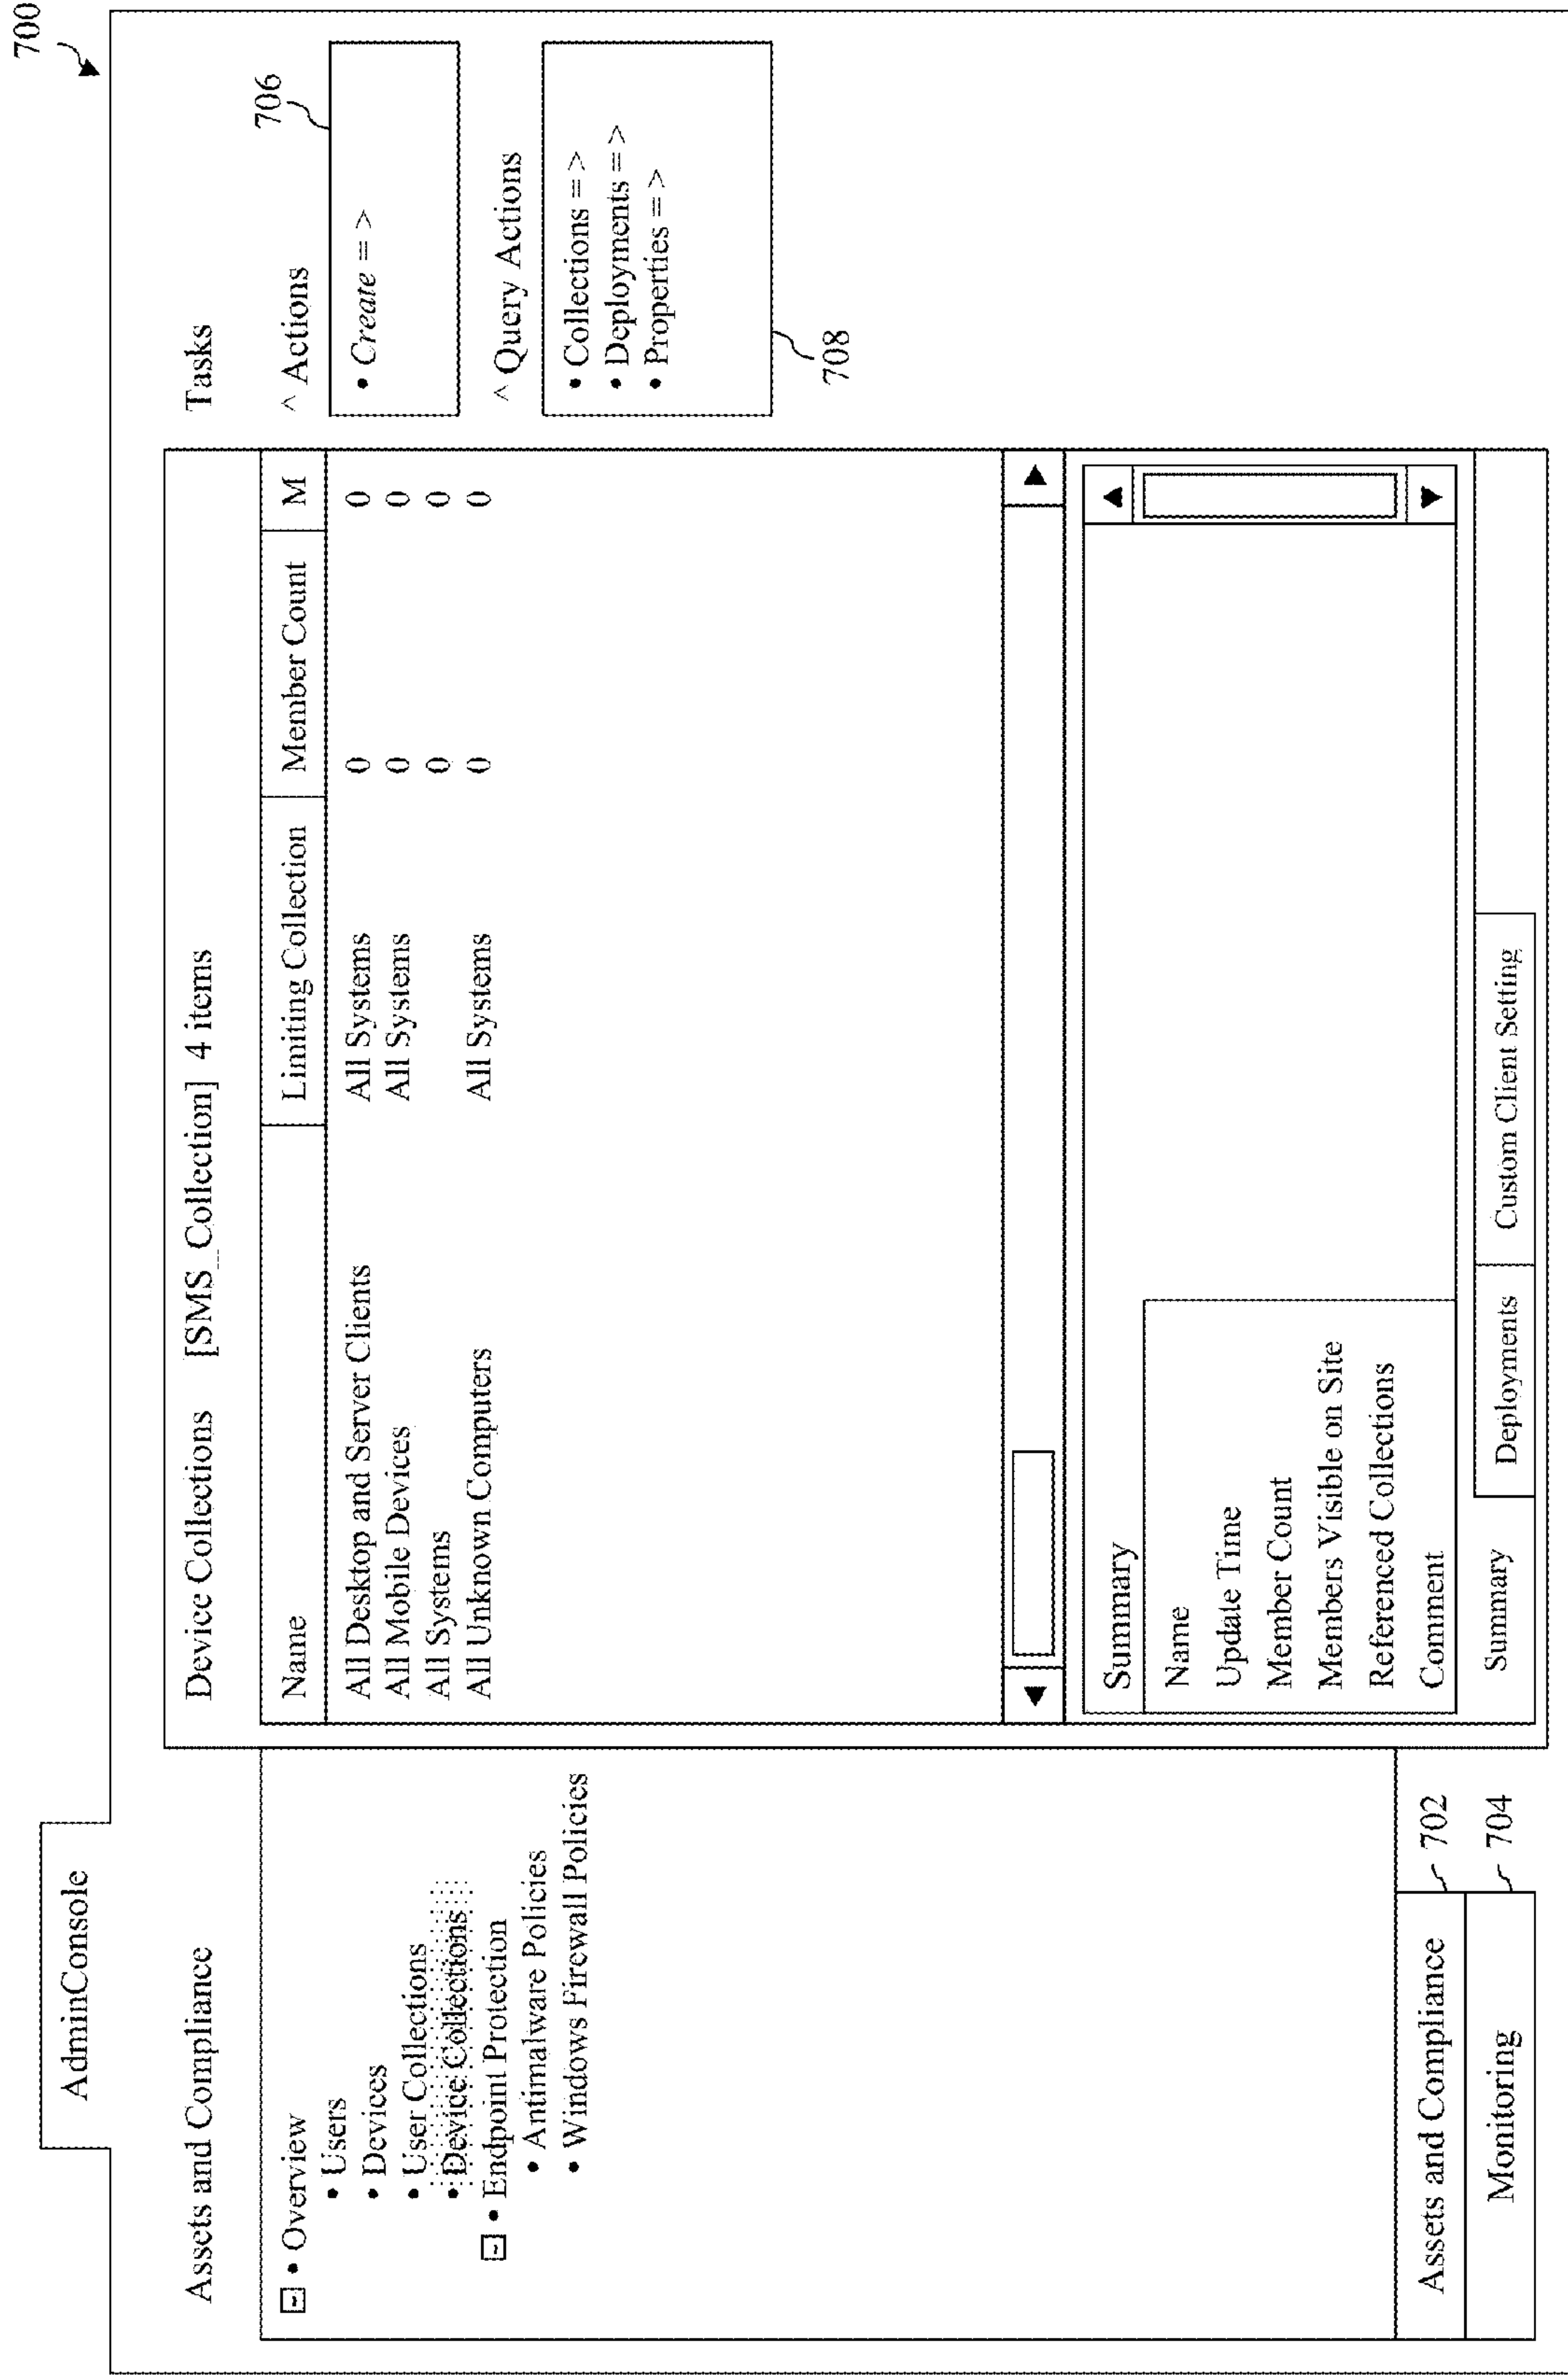 700
AdminConsole
Assets and Compliance
⊟ • Overview
• Users
• Devices
• User Collections
• Device Collections
⊟ • Endpoint Protection
• Antimalware Policies
• Windows Firewall Policies
Assets and Compliance
702
Monitoring
704
Device Collections [SMS_Collection] 4 items
Name Limiting Collection Member Count M
All Desktop and Server Clients All Systems 0 0
All Mobile Devices All Systems 0 0
All Systems 0 0
All Unknown Computers All Systems 0 0
Summary
Name
Update Time
Member Count
Members Visible on Site
Referenced Collections
Comment
Summary Deployments Custom Client Setting
Tasks
^ Actions
706
• Create = >
^ Query Actions
• Collections = >
• Deployments = >
• Properties = >
708